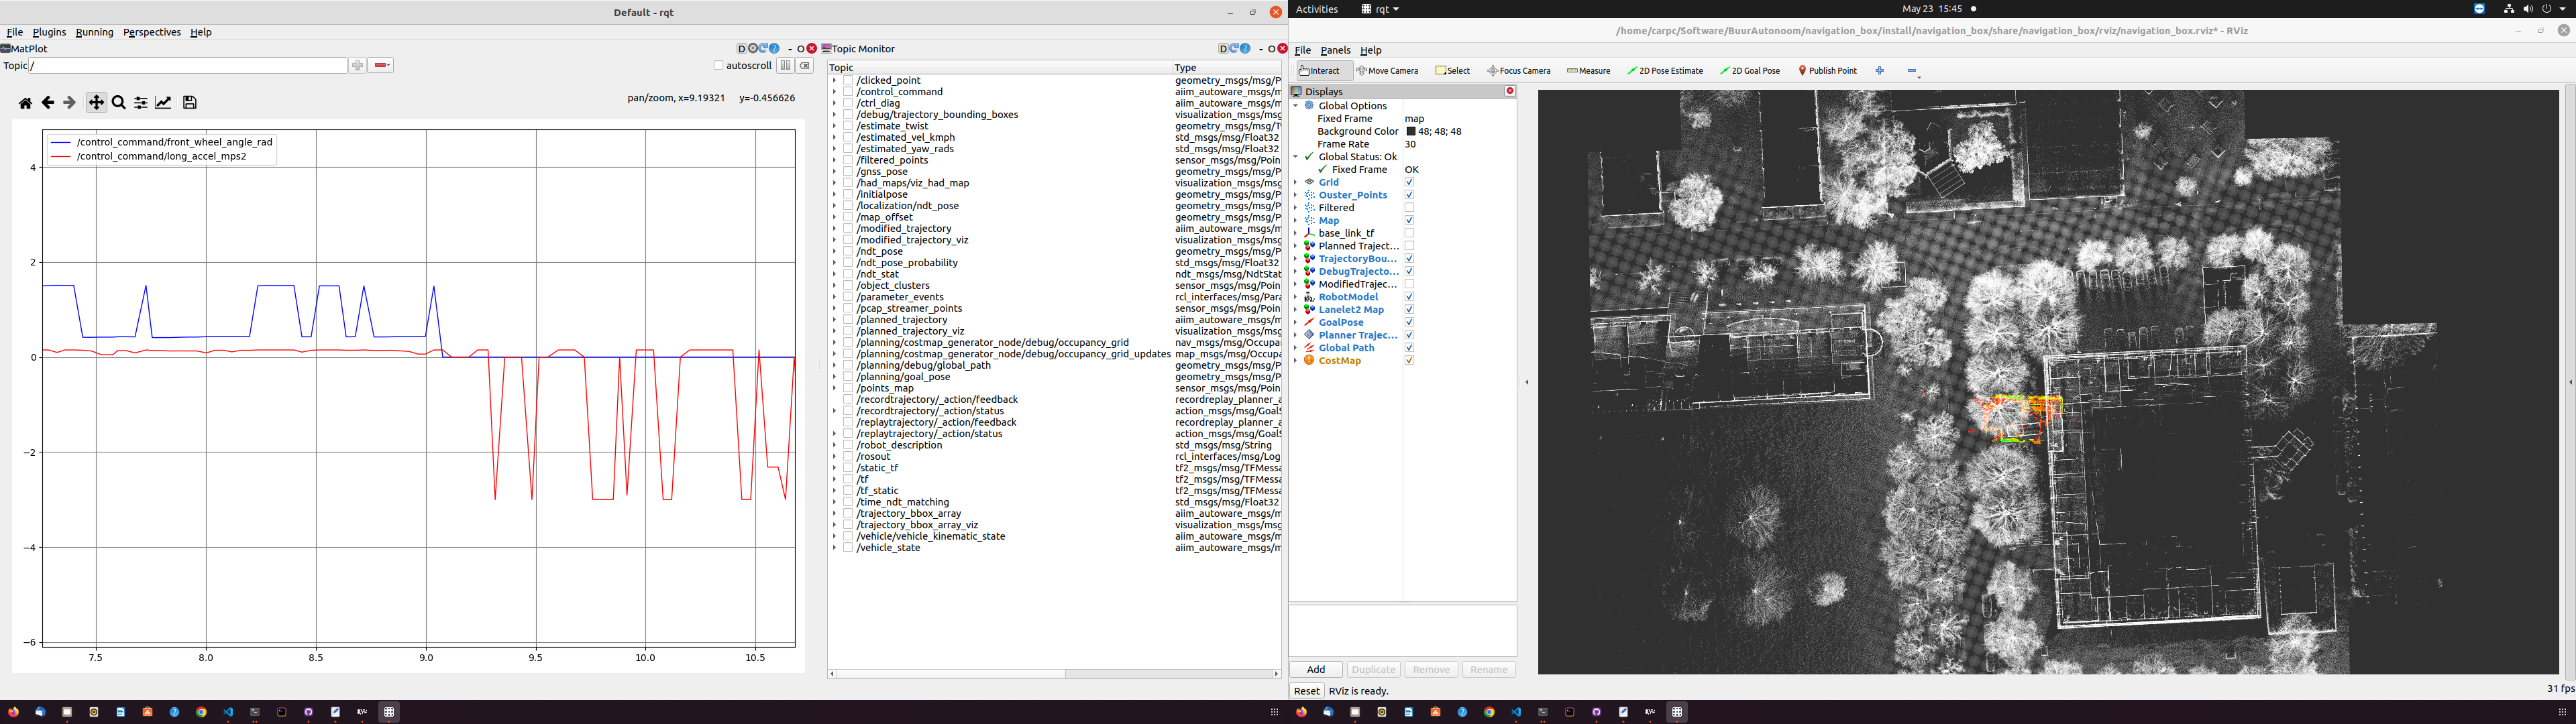 Default - rqt
File Plugins Running Perspectives Help
MatPlot
D - O
Topic /
autoscroll
pan/zoom, x=9.19321 y=-0.456626
/control_command/front_wheel_angle_rad
/control_command/long_accel_mps2
4
2
0
−2
−4
−6
7.5 8.0 8.5 9.0 9.5 10.0 10.5
Topic Monitor
D - O
Topic Type
/clicked_point geometry_msgs/msg/P
/control_command aiim_autoware_msgs/m
/ctrl_diag aiim_autoware_msgs/m
/debug/trajectory_bounding_boxes visualization_msgs/msg
/estimate_twist geometry_msgs/msg/T
/estimated_vel_kmph std_msgs/msg/Float32
/estimated_yaw_rads std_msgs/msg/Float32
/filtered_points sensor_msgs/msg/Poin
/gnss_pose geometry_msgs/msg/P
/had_maps/viz_had_map visualization_msgs/msg
/initialpose geometry_msgs/msg/P
/localization/ndt_pose geometry_msgs/msg/P
/map_offset geometry_msgs/msg/P
/modified_trajectory aiim_autoware_msgs/m
/modified_trajectory_viz visualization_msgs/msg
/ndt_pose geometry_msgs/msg/P
/ndt_pose_probability std_msgs/msg/Float32
/ndt_stat ndt_msgs/msg/NdtStat
/object_clusters sensor_msgs/msg/Poin
/parameter_events rcl_interfaces/msg/Para
/pcap_streamer_points sensor_msgs/msg/Poin
/planned_trajectory aiim_autoware_msgs/m
/planned_trajectory_viz visualization_msgs/msg
/planning/costmap_generator_node/debug/occupancy_grid nav_msgs/msg/Occupan
/planning/costmap_generator_node/debug/occupancy_grid_updates map_msgs/msg/Occupa
/planning/debug/global_path geometry_msgs/msg/P
/planning/goal_pose geometry_msgs/msg/P
/points_map sensor_msgs/msg/Poin
/recordtrajectory/_action/feedback recordreplay_planner_a
/recordtrajectory/_action/status action_msgs/msg/GoalS
/replaytrajectory/_action/feedback recordreplay_planner_a
/replaytrajectory/_action/status action_msgs/msg/GoalS
/robot_description std_msgs/msg/String
/rosout rcl_interfaces/msg/Log
/static_tf tf2_msgs/msg/TFMessa
/tf tf2_msgs/msg/TFMessa
/tf_static tf2_msgs/msg/TFMessa
/time_ndt_matching std_msgs/msg/Float32
/trajectory_bbox_array aiim_autoware_msgs/m
/trajectory_bbox_array_viz visualization_msgs/msg
/vehicle/vehicle_kinematic_state aiim_autoware_msgs/m
/vehicle_state aiim_autoware_msgs/m
Activities rqt May 23 15:45
/home/carpc/Software/BuurAutonoom/navigation_box/install/navigation_box/share/navigation_box/rviz/navigation_box.rviz* - RViz
File Panels Help
Interact Move Camera Select Focus Camera Measure 2D Pose Estimate 2D Goal Pose Publish Point
Displays
Global Options
Fixed Frame map
Background Color 48; 48; 48
Frame Rate 30
Global Status: Ok
Fixed Frame OK
Grid
Ouster_Points
Filtered
Map
base_link_tf
Planned Traject...
TrajectoryBou...
DebugTrajecto...
ModifiedTrajec...
RobotModel
Lanelet2 Map
GoalPose
Planner Trajec...
Global Path
CostMap
Add Duplicate Remove Rename
Reset RViz is ready.
31 fps